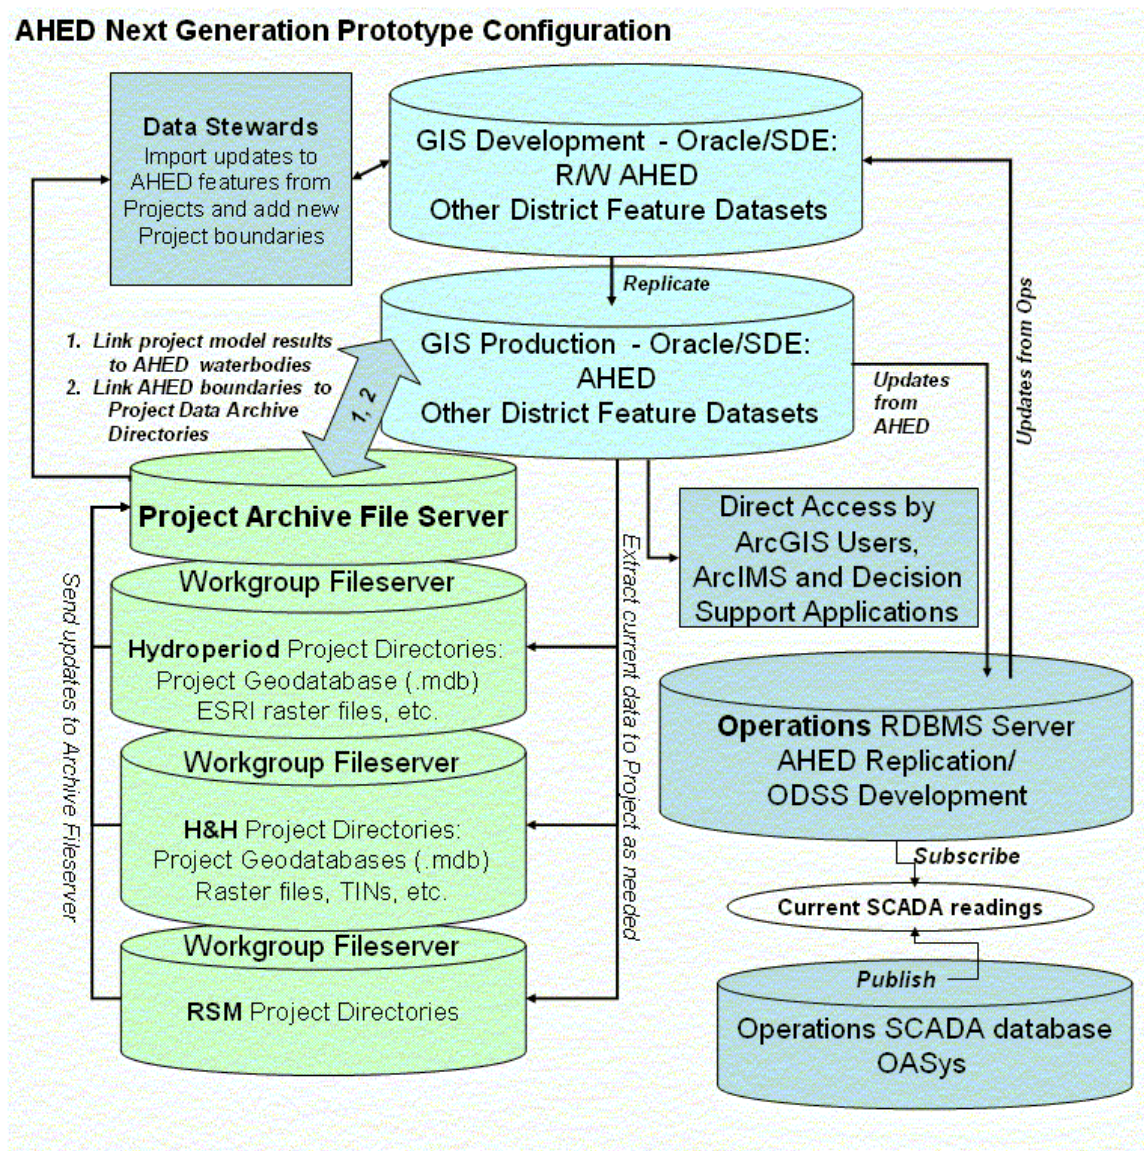 AHED Next Generation Prototype Configuration
Data Stewards
Import updates to
AHED features from
Projects and add new
Project boundaries
GIS Development - Oracle/SDE:
R/W AHED
Other District Feature Datasets
Replicate
Updates from Ops
1. Link project model results
to AHED waterbodies
2. Link AHED boundaries to
Project Data Archive
Directories
1, 2
GIS Production - Oracle/SDE:
AHED
Other District Feature Datasets
Updates
from
AHED
Project Archive File Server
Direct Access by
ArcGIS Users,
ArcIMS and Decision
Support Applications
Send updates to Archive Fileserver
Extract current data to Project as needed
Workgroup Fileserver
Hydroperiod Project Directories:
Project Geodatabase (.mdb)
ESRI raster files, etc.
Workgroup Fileserver
H&H Project Directories:
Project Geodatabases (.mdb)
Raster files, TINs, etc.
Workgroup Fileserver
RSM Project Directories
Operations RDBMS Server
AHED Replication/
ODSS Development
Subscribe
Current SCADA readings
Publish
Operations SCADA database
OASys